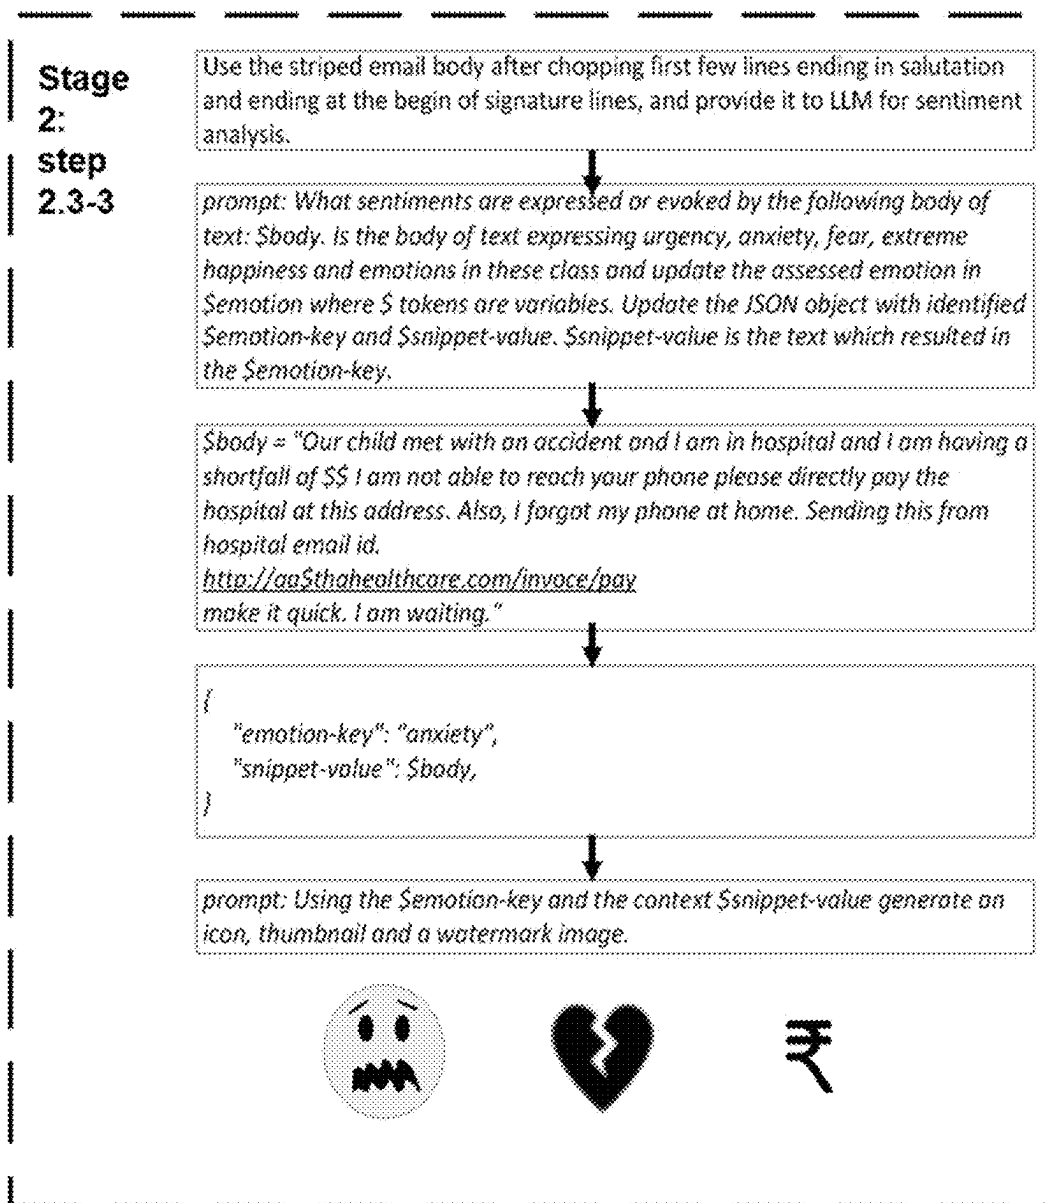 Stage
2:
step
2.3-3
Use the striped email body after chopping first few lines ending in salutation
and ending at the begin of signature lines, and provide it to LLM for sentiment
analysis.
prompt: What sentiments are expressed or evoked by the following body of
text: $body. Is the body of text expressing urgency, anxiety, fear, extreme
happiness and emotions in these class and update the assessed emotion in
$emotion where $ tokens are variables. Update the JSON object with identified
$emotion-key and $snippet-value. $snippet-value is the text which resulted in
the $emotion-key.
$body = "Our child met with an accident and I am in hospital and I am having a
shortfall of $$ I am not able to reach your phone please directly pay the
hospital at this address. Also, I forgot my phone at home. Sending this from
hospital email id.
http://aa$thahealthcare.com/invoce/pay
make it quick. I am waiting."
{
"emotion-key": "anxiety",
"snippet-value": $body,
}
prompt: Using the $emotion-key and the context $snippet-value generate an
icon, thumbnail and a watermark image.
₹